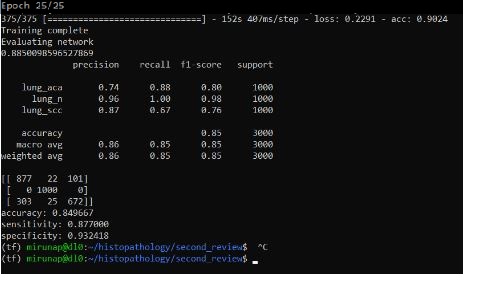 Epoch 25/25
375/375 [==============================] - 152s 407ms/step - loss: 0.2291 - acc: 0.9024
Training complete
Evaluating network
0.8850098596527869
precision recall f1-score support
lung_aca 0.74 0.88 0.80 1000
lung_n 0.96 1.00 0.98 1000
lung_scc 0.87 0.67 0.76 1000
accuracy 0.85 3000
macro avg 0.86 0.85 0.85 3000
weighted avg 0.86 0.85 0.85 3000
[[ 877 22 101]
[ 0 1000 0]
[ 303 25 672]]
accuracy: 0.849667
sensitivity: 0.877000
specificity: 0.932418
(tf) mirunap@dl0:~/histopathology/second_review$ ^C
(tf) mirunap@dl0:~/histopathology/second_review$